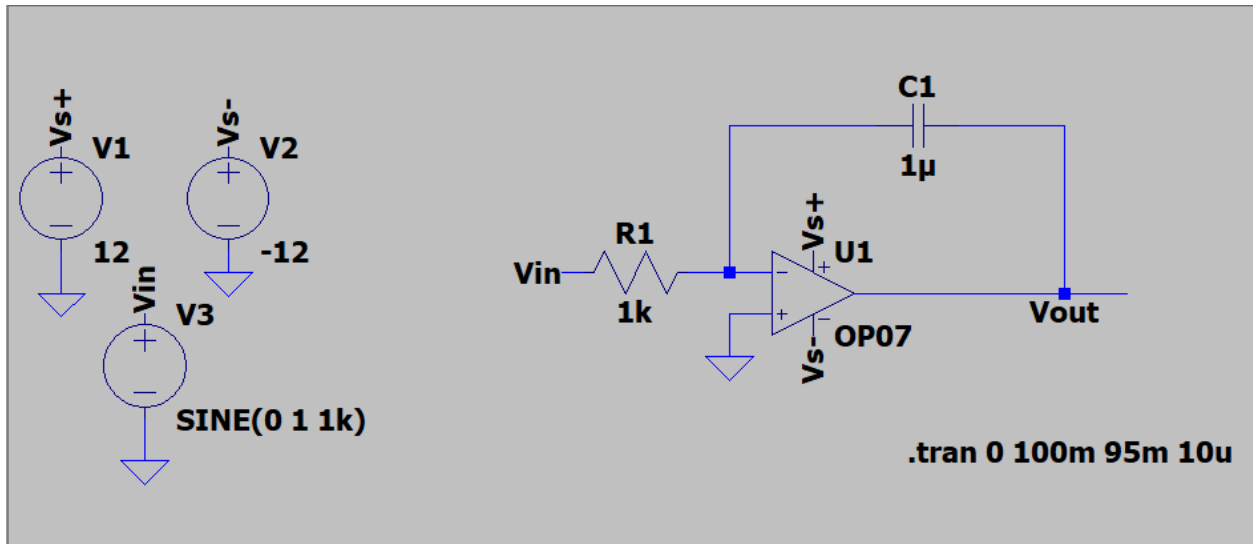 Vs+
V1
12
Vs-
V2
-12
Vin
V3
SINE(0 1 1k)
C1
1µ
R1
1k
Vin
Vs+
U1
Vs-
OP07
Vout
.tran 0 100m 95m 10u